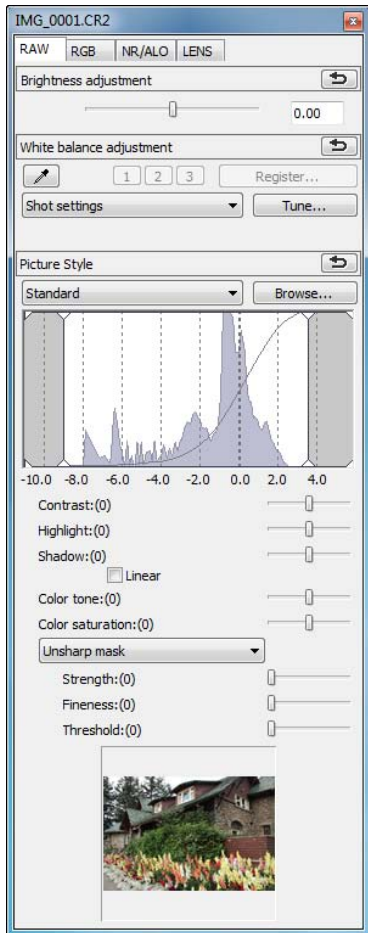 IMG_0001.CR2
RAW RGB NR/ALO LENS
Brightness adjustment
0.00
White balance adjustment
1 2 3 Register...
Shot settings Tune...
Picture Style
Standard Browse...
-10.0 -8.0 -6.0 -4.0 -2.0 0.0 2.0 4.0
Contrast:(0)
Highlight:(0)
Shadow:(0)
Linear
Color tone:(0)
Color saturation:(0)
Unsharp mask
Strength:(0)
Fineness:(0)
Threshold:(0)